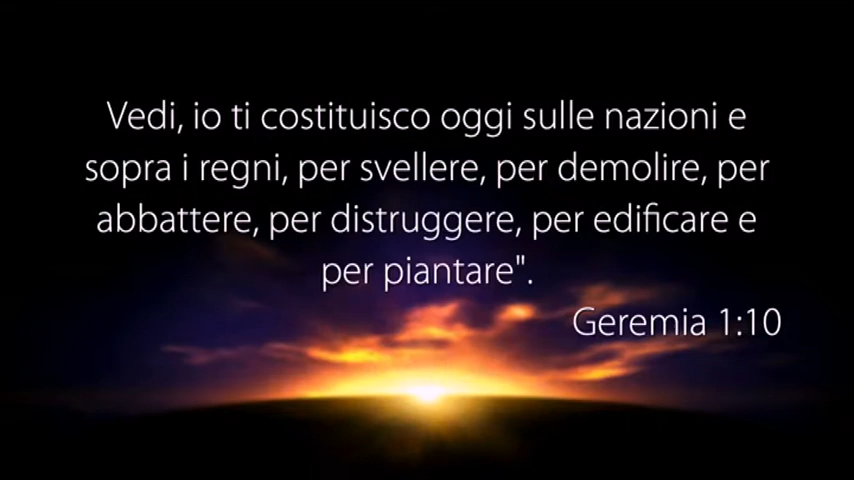 Vedi, io ti costituisco oggi sulle nazioni e
sopra i regni, per svellere, per demolire, per
abbattere, per distruggere, per edificare e
per piantare".
Geremia 1:10